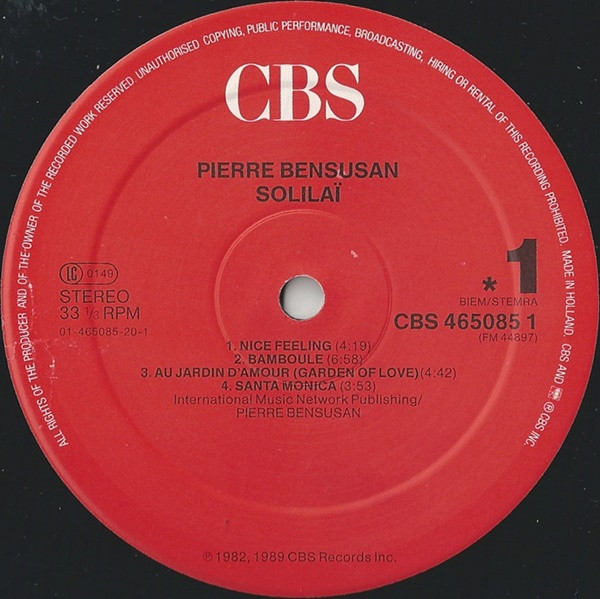 ALL RIGHTS OF THE PRODUCER AND OF THE OWNER OF THE RECORDED WORK RESERVED. UNAUTHORISED COPYING, PUBLIC PERFORMANCE, BROADCASTING, HIRING OR RENTAL OF THIS RECORDING PROHIBITED. MADE IN HOLLAND. CBS AND ℗ CBS INC.
CBS
PIERRE BENSUSAN
SOLILAÏ
LC 0149
STEREO
33 ⅓ RPM
01-465085-20-1
* 1
BIEM/STEMRA
CBS 465085 1
(FM 44897)
1. NICE FEELING (4:19)
2. BAMBOULE (6:58)
3. AU JARDIN D'AMOUR (GARDEN OF LOVE) (4:42)
4. SANTA MONICA (3:53)
International Music Network Publishing/
PIERRE BENSUSAN
℗ 1982, 1989 CBS Records Inc.